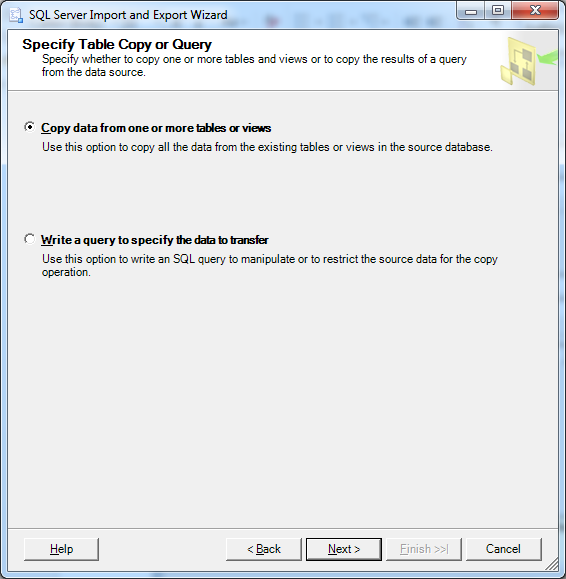 SQL Server Import and Export Wizard
Specify Table Copy or Query
Specify whether to copy one or more tables and views or to copy the results of a query
from the data source.
Copy data from one or more tables or views
Use this option to copy all the data from the existing tables or views in the source database.
Write a query to specify the data to transfer
Use this option to write an SQL query to manipulate or to restrict the source data for the copy
operation.
Help
< Back
Next >
Finish >>|
Cancel